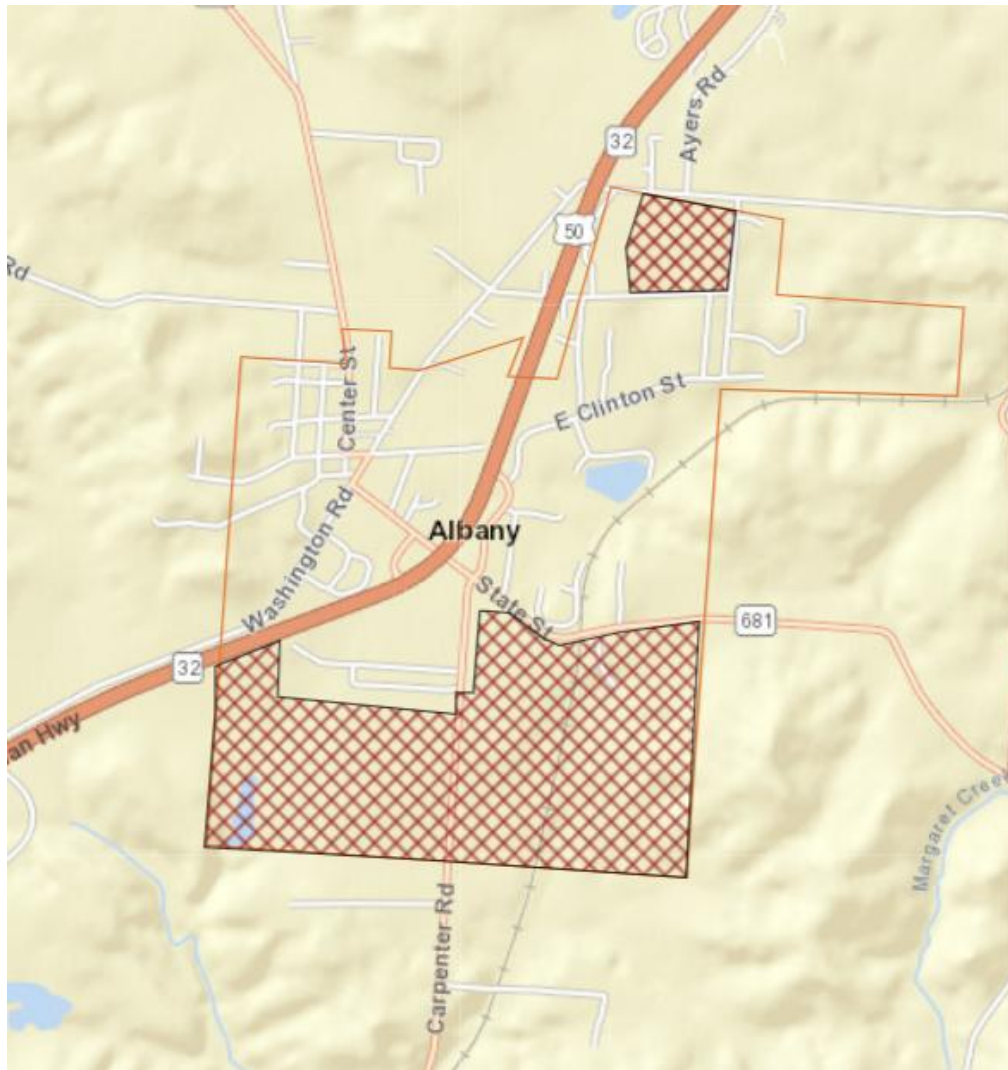 32
Ayers Rd
50
Rd
Center St
E Clinton St
Albany
Washington Rd
State St
681
32
an Hwy
Margaret Creek
Carpenter Rd